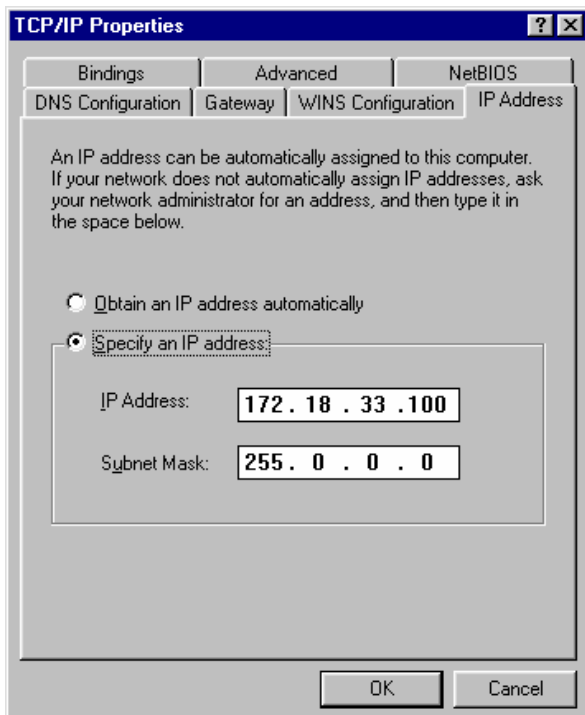 TCP/IP Properties
Bindings Advanced NetBIOS
DNS Configuration Gateway WINS Configuration IP Address
An IP address can be automatically assigned to this computer.
If your network does not automatically assign IP addresses, ask
your network administrator for an address, and then type it in
the space below.
Obtain an IP address automatically
Specify an IP address:
IP Address: 172 . 18 . 33 .100
Subnet Mask: 255 . 0 . 0 . 0
OK Cancel